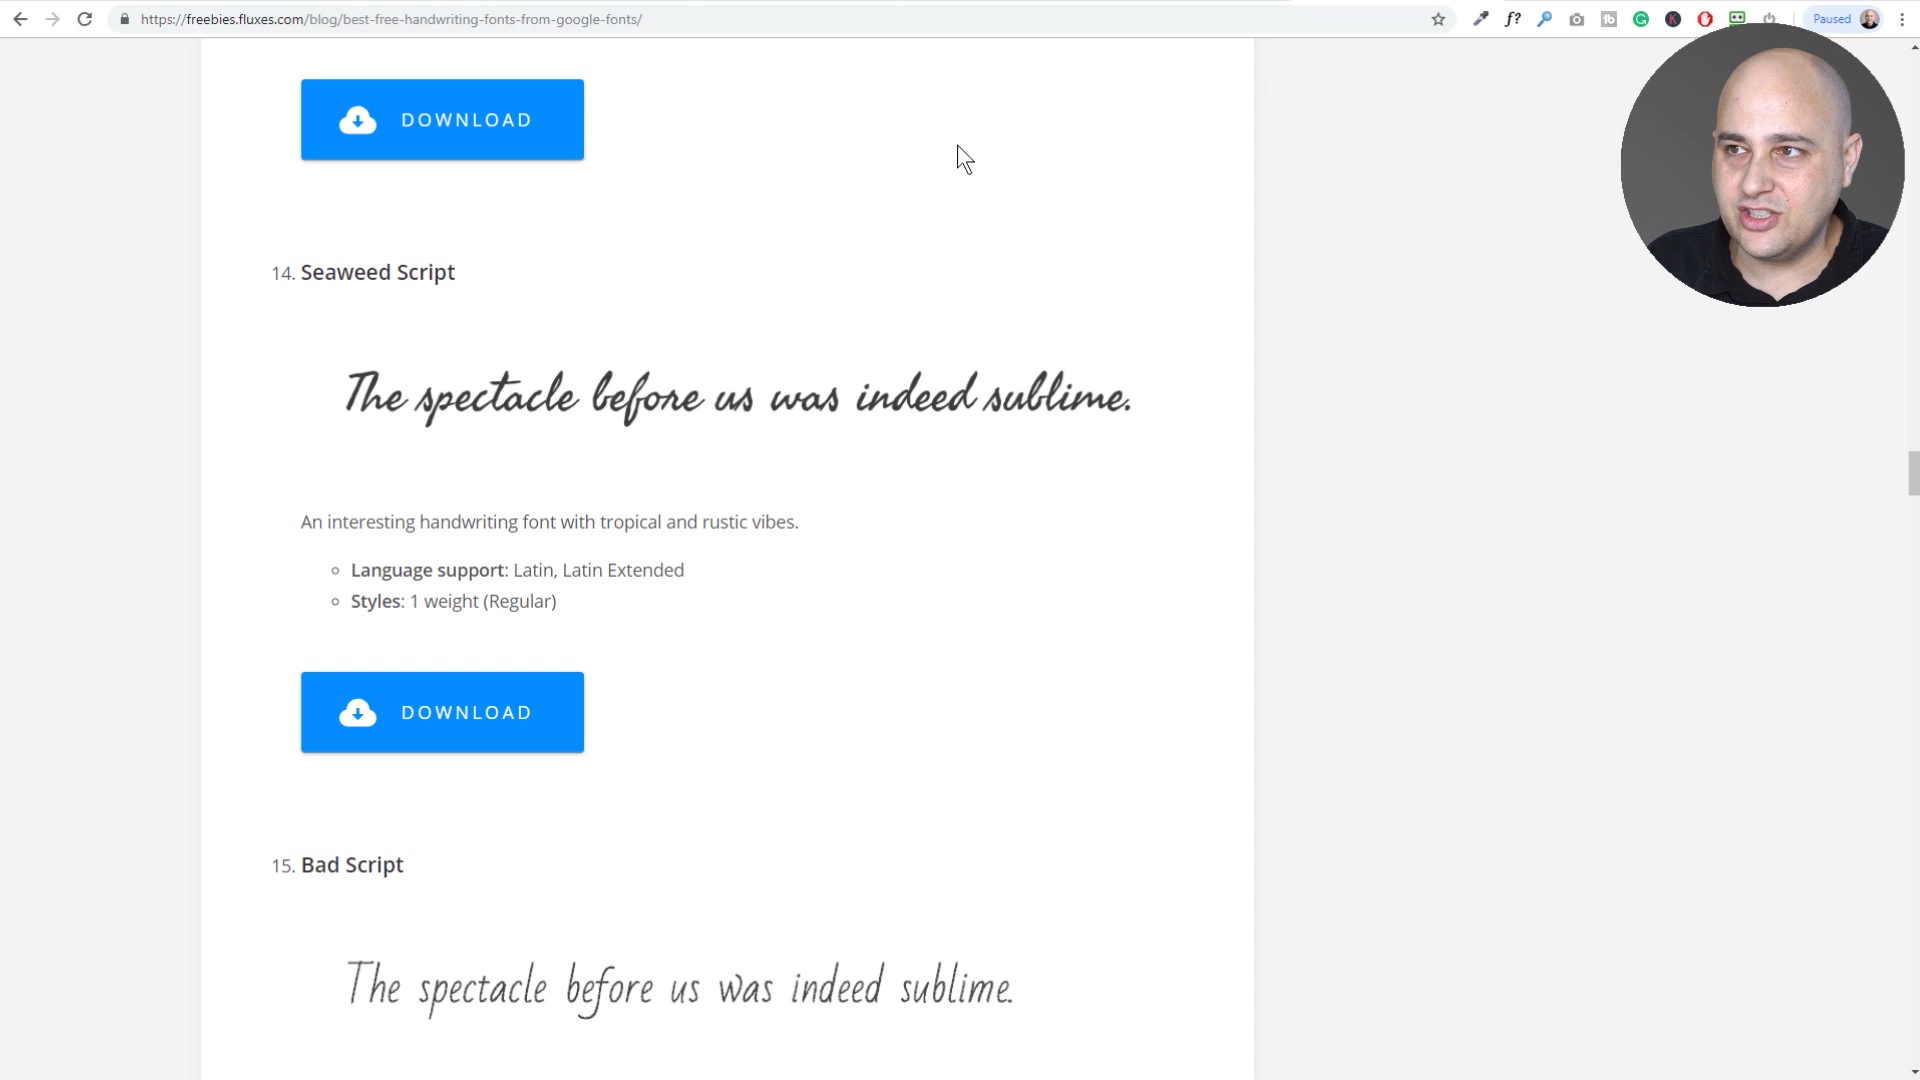 https://freebies.fluxes.com/blog/best-free-handwriting-fonts-from-google-fonts/
f?
Paused
DOWNLOAD
14. Seaweed Script
The spectacle before us was indeed sublime.
An interesting handwriting font with tropical and rustic vibes.
Language support: Latin, Latin Extended
Styles: 1 weight (Regular)
DOWNLOAD
15. Bad Script
The spectacle before us was indeed sublime.